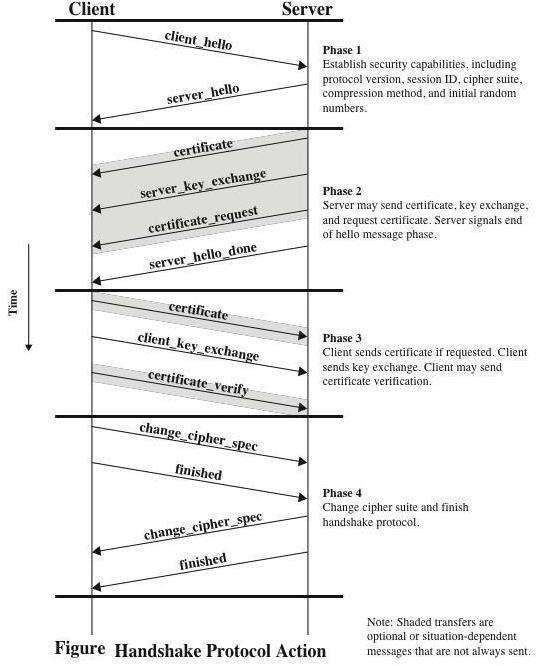 Client Server
client_hello
server_hello
Phase 1
Establish security capabilities, including
protocol version, session ID, cipher suite,
compression method, and initial random
numbers.
certificate
server_key_exchange
certificate_request
server_hello_done
Phase 2
Server may send certificate, key exchange,
and request certificate. Server signals end
of hello message phase.
Time
certificate
client_key_exchange
certificate_verify
Phase 3
Client sends certificate if requested. Client
sends key exchange. Client may send
certificate verification.
change_cipher_spec
finished
change_cipher_spec
finished
Phase 4
Change cipher suite and finish
handshake protocol.
Note: Shaded transfers are
optional or situation-dependent
messages that are not always sent.
Figure Handshake Protocol Action